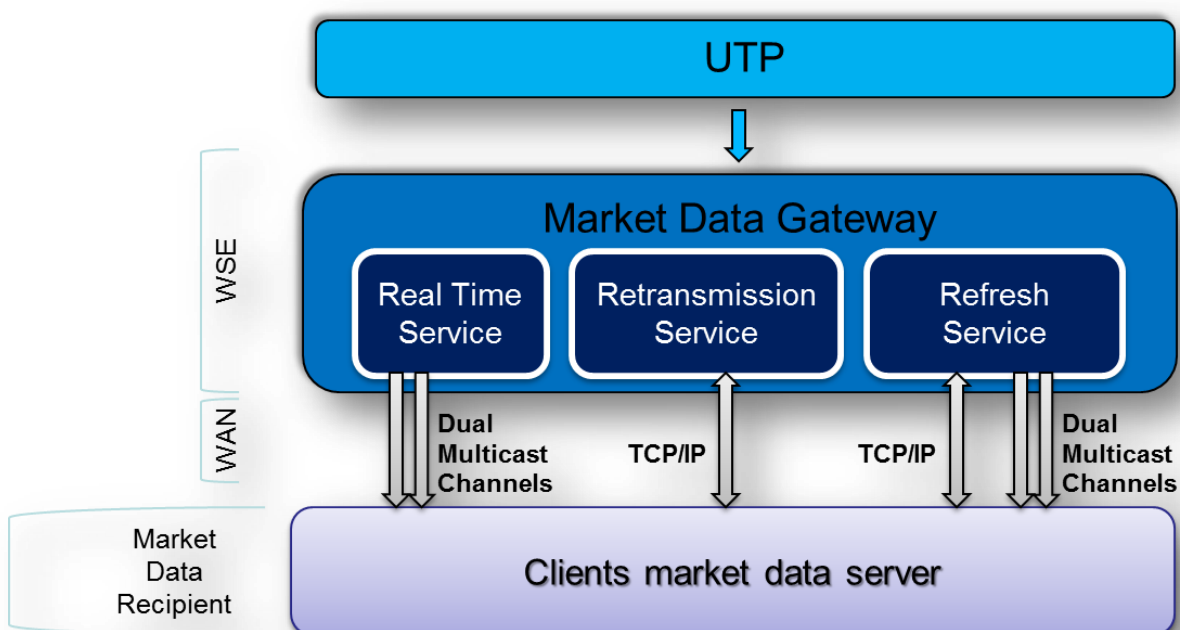 UTP
WSE
Market Data Gateway
Real Time
Service
Retransmission
Service
Refresh
Service
WAN
Dual
Multicast
Channels
TCP/IP
TCP/IP
Dual
Multicast
Channels
Market
Data
Recipient
Clients market data server